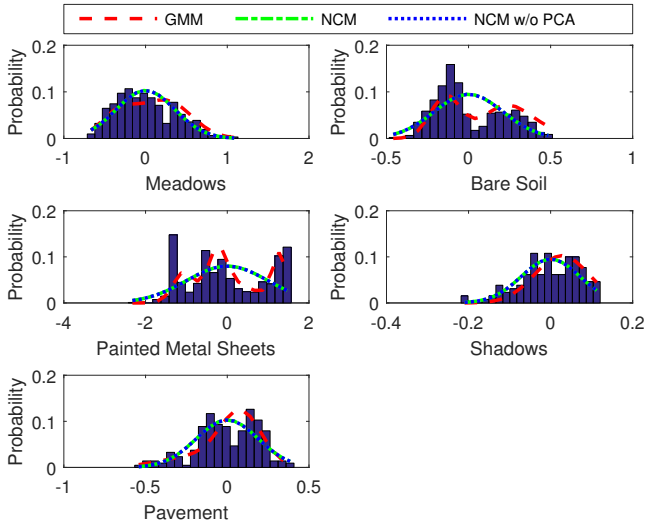 GMM NCM NCM w/o PCA
0.2
0.1
0
Probability
-1 0 1 2
Meadows
0.2
0.1
0
Probability
-0.5 0 0.5 1
Bare Soil
0.2
0.1
0
Probability
-4 -2 0 2
Painted Metal Sheets
0.2
0.1
0
Probability
-0.4 -0.2 0 0.2
Shadows
0.2
0.1
0
Probability
-1 -0.5 0 0.5
Pavement